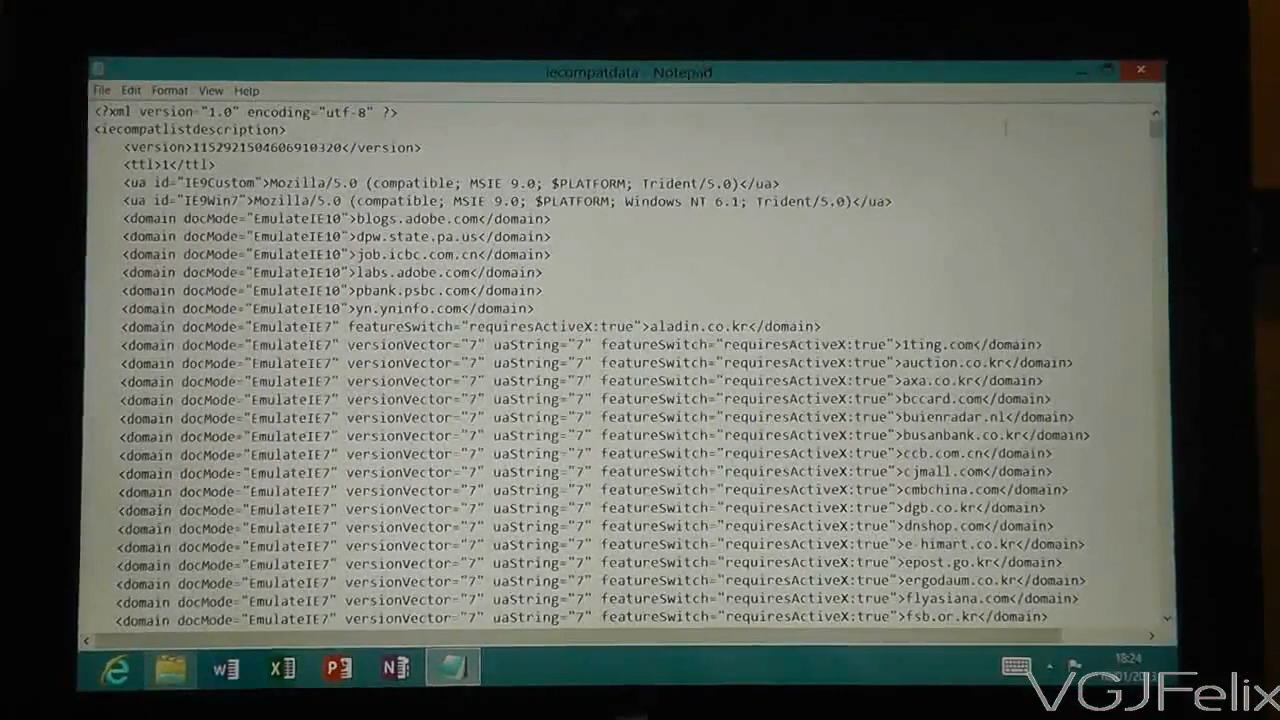 iecompatdata - Notepad
File Edit Format View Help
<?xml version="1.0" encoding="utf-8" ?>
<iecompatlistdescription>
<version>1152921504606910320</version>
<ttl>1</ttl>
<ua id="IE9Custom">Mozilla/5.0 (compatible; MSIE 9.0; $PLATFORM; Trident/5.0)</ua>
<ua id="IE9Win7">Mozilla/5.0 (compatible; MSIE 9.0; $PLATFORM; Windows NT 6.1; Trident/5.0)</ua>
<domain docMode="EmulateIE10">blogs.adobe.com</domain>
<domain docMode="EmulateIE10">dpw.state.pa.us</domain>
<domain docMode="EmulateIE10">job.icbc.com.cn</domain>
<domain docMode="EmulateIE10">labs.adobe.com</domain>
<domain docMode="EmulateIE10">pbank.psbc.com</domain>
<domain docMode="EmulateIE10">yn.yninfo.com</domain>
<domain docMode="EmulateIE7" featureSwitch="requiresActiveX:true">aladin.co.kr</domain>
<domain docMode="EmulateIE7" versionVector="7" uaString="7" featureSwitch="requiresActiveX:true">1ting.com</domain>
<domain docMode="EmulateIE7" versionVector="7" uaString="7" featureSwitch="requiresActiveX:true">auction.co.kr</domain>
<domain docMode="EmulateIE7" versionVector="7" uaString="7" featureSwitch="requiresActiveX:true">axa.co.kr</domain>
<domain docMode="EmulateIE7" versionVector="7" uaString="7" featureSwitch="requiresActiveX:true">bccard.com</domain>
<domain docMode="EmulateIE7" versionVector="7" uaString="7" featureSwitch="requiresActiveX:true">buienradar.nl</domain>
<domain docMode="EmulateIE7" versionVector="7" uaString="7" featureSwitch="requiresActiveX:true">busanbank.co.kr</domain>
<domain docMode="EmulateIE7" versionVector="7" uaString="7" featureSwitch="requiresActiveX:true">ccb.com.cn</domain>
<domain docMode="EmulateIE7" versionVector="7" uaString="7" featureSwitch="requiresActiveX:true">cjmall.com</domain>
<domain docMode="EmulateIE7" versionVector="7" uaString="7" featureSwitch="requiresActiveX:true">cmbchina.com</domain>
<domain docMode="EmulateIE7" versionVector="7" uaString="7" featureSwitch="requiresActiveX:true">dgb.co.kr</domain>
<domain docMode="EmulateIE7" versionVector="7" uaString="7" featureSwitch="requiresActiveX:true">dnshop.com</domain>
<domain docMode="EmulateIE7" versionVector="7" uaString="7" featureSwitch="requiresActiveX:true">e-himart.co.kr</domain>
<domain docMode="EmulateIE7" versionVector="7" uaString="7" featureSwitch="requiresActiveX:true">epost.go.kr</domain>
<domain docMode="EmulateIE7" versionVector="7" uaString="7" featureSwitch="requiresActiveX:true">ergodaum.co.kr</domain>
<domain docMode="EmulateIE7" versionVector="7" uaString="7" featureSwitch="requiresActiveX:true">flyasiana.com</domain>
<domain docMode="EmulateIE7" versionVector="7" uaString="7" featureSwitch="requiresActiveX:true">fsb.or.kr</domain>
18:24
VGJFelix